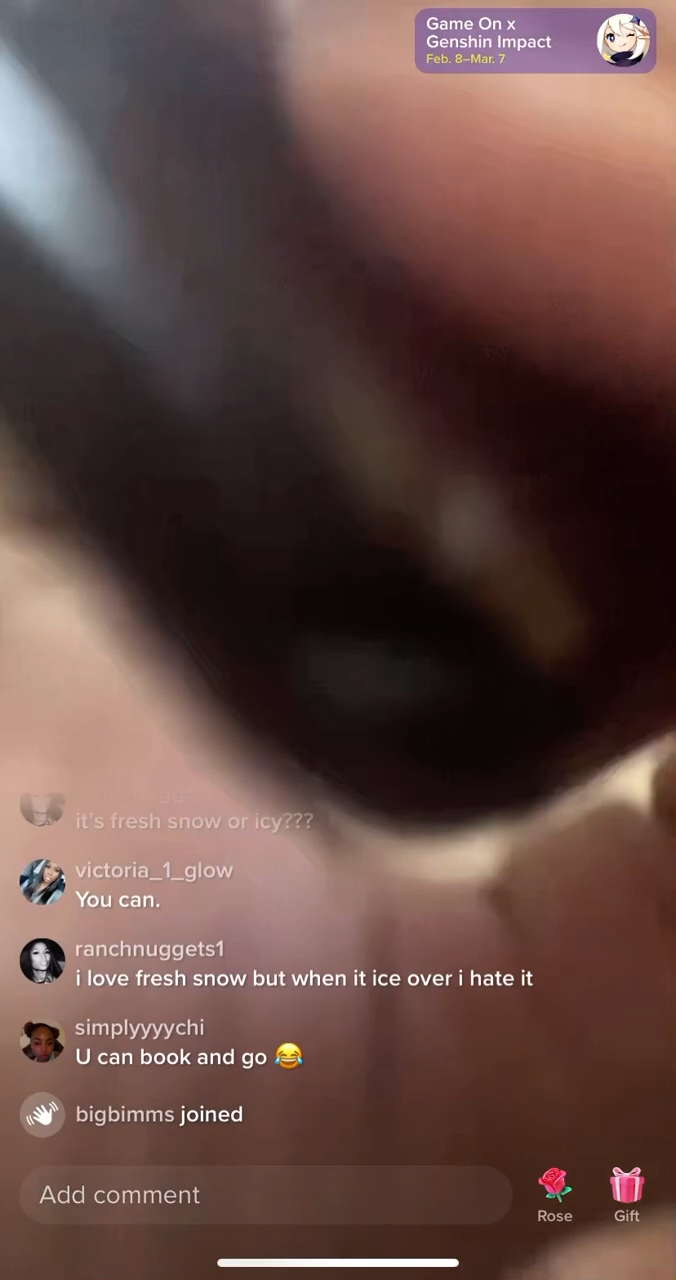 Game On x
Genshin Impact
Feb. 8–Mar. 7
it's fresh snow or icy???
victoria_1_glow
You can.
ranchnuggets1
i love fresh snow but when it ice over i hate it
simplyyyychi
U can book and go 😂
bigbimms joined
Add comment
Rose
Gift